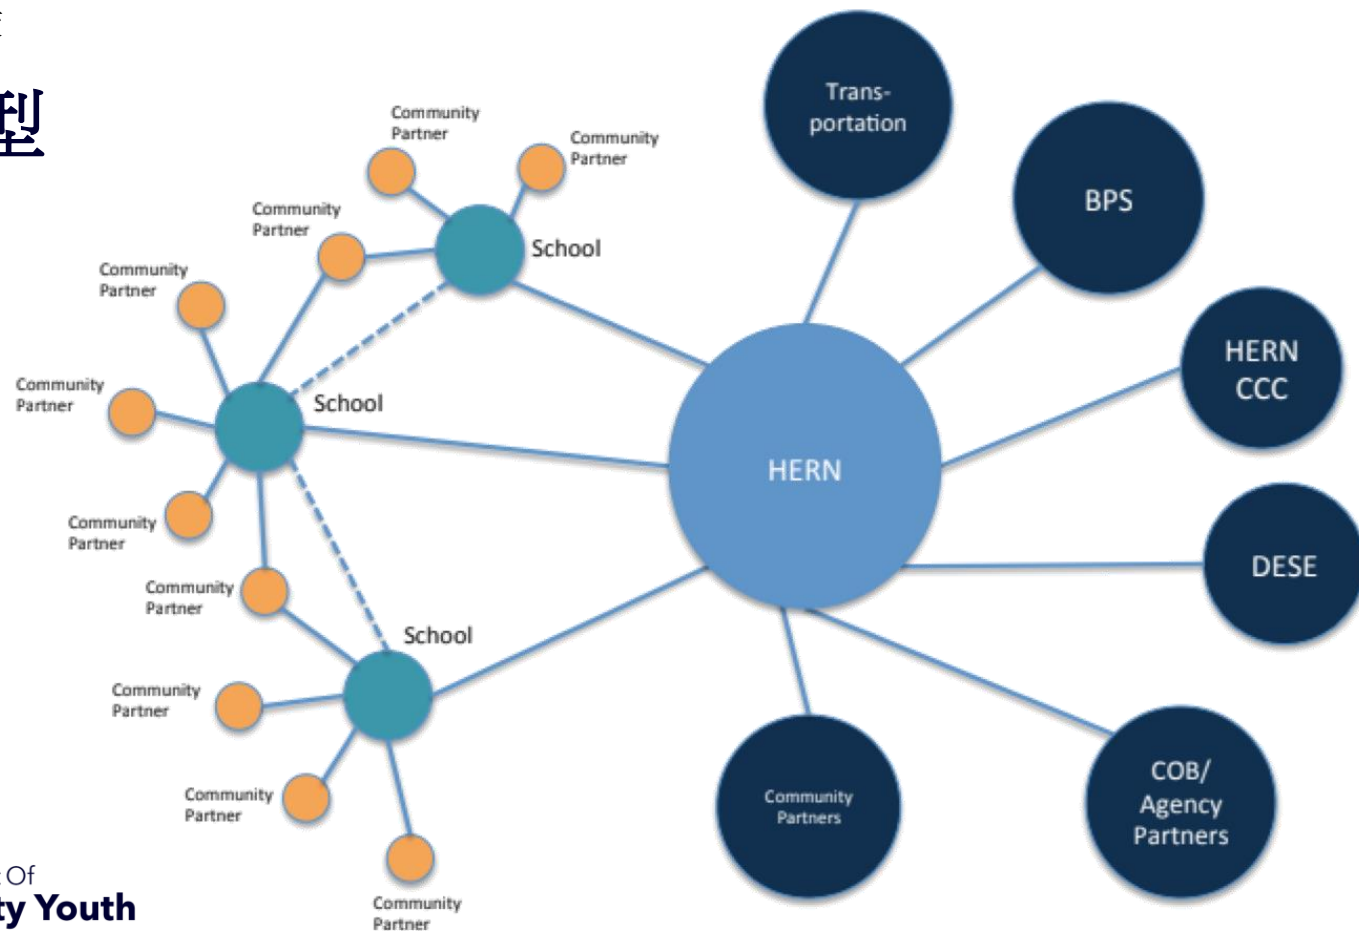 型
Community
Partner
Community
Partner
School
Community
Partner
Community
Partner
Community
Partner
School
Community
Partner
Community
Partner
School
Community
Partner
Community
Partner
Community
Partner
Trans-
portation
BPS
HERN
CCC
HERN
DESE
COB/
Agency
Partners
Community
Partners
Of
ty Youth